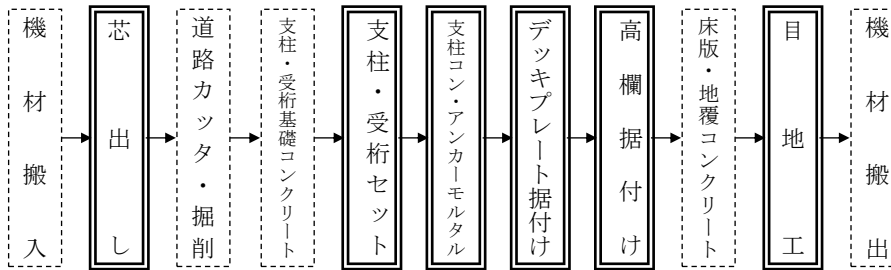 機材搬入
芯出し
道路カッタ・掘削
支柱・受桁基礎コンクリート
支柱・受桁セット
支柱コン・アンカーモルタル
デッキプレート据付け
高欄据付け
床版・地覆コンクリート
目地工
機材搬出